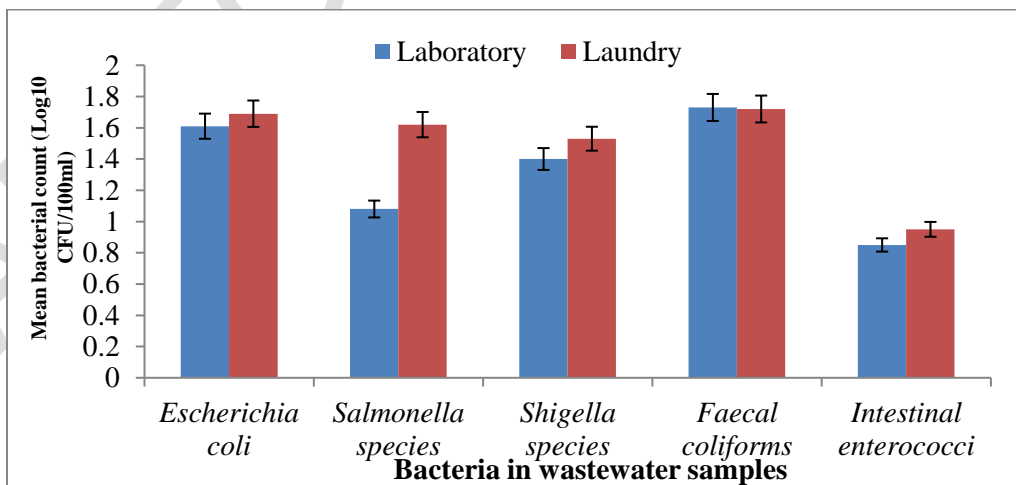 Laboratory Laundry
Mean bacterial count (Log10
CFU/100ml)
2
1.8
1.6
1.4
1.2
1
0.8
0.6
0.4
0.2
0
Escherichia coli
Salmonella species
Shigella species
Faecal coliforms
Intestinal enterococci
Bacteria in wastewater samples